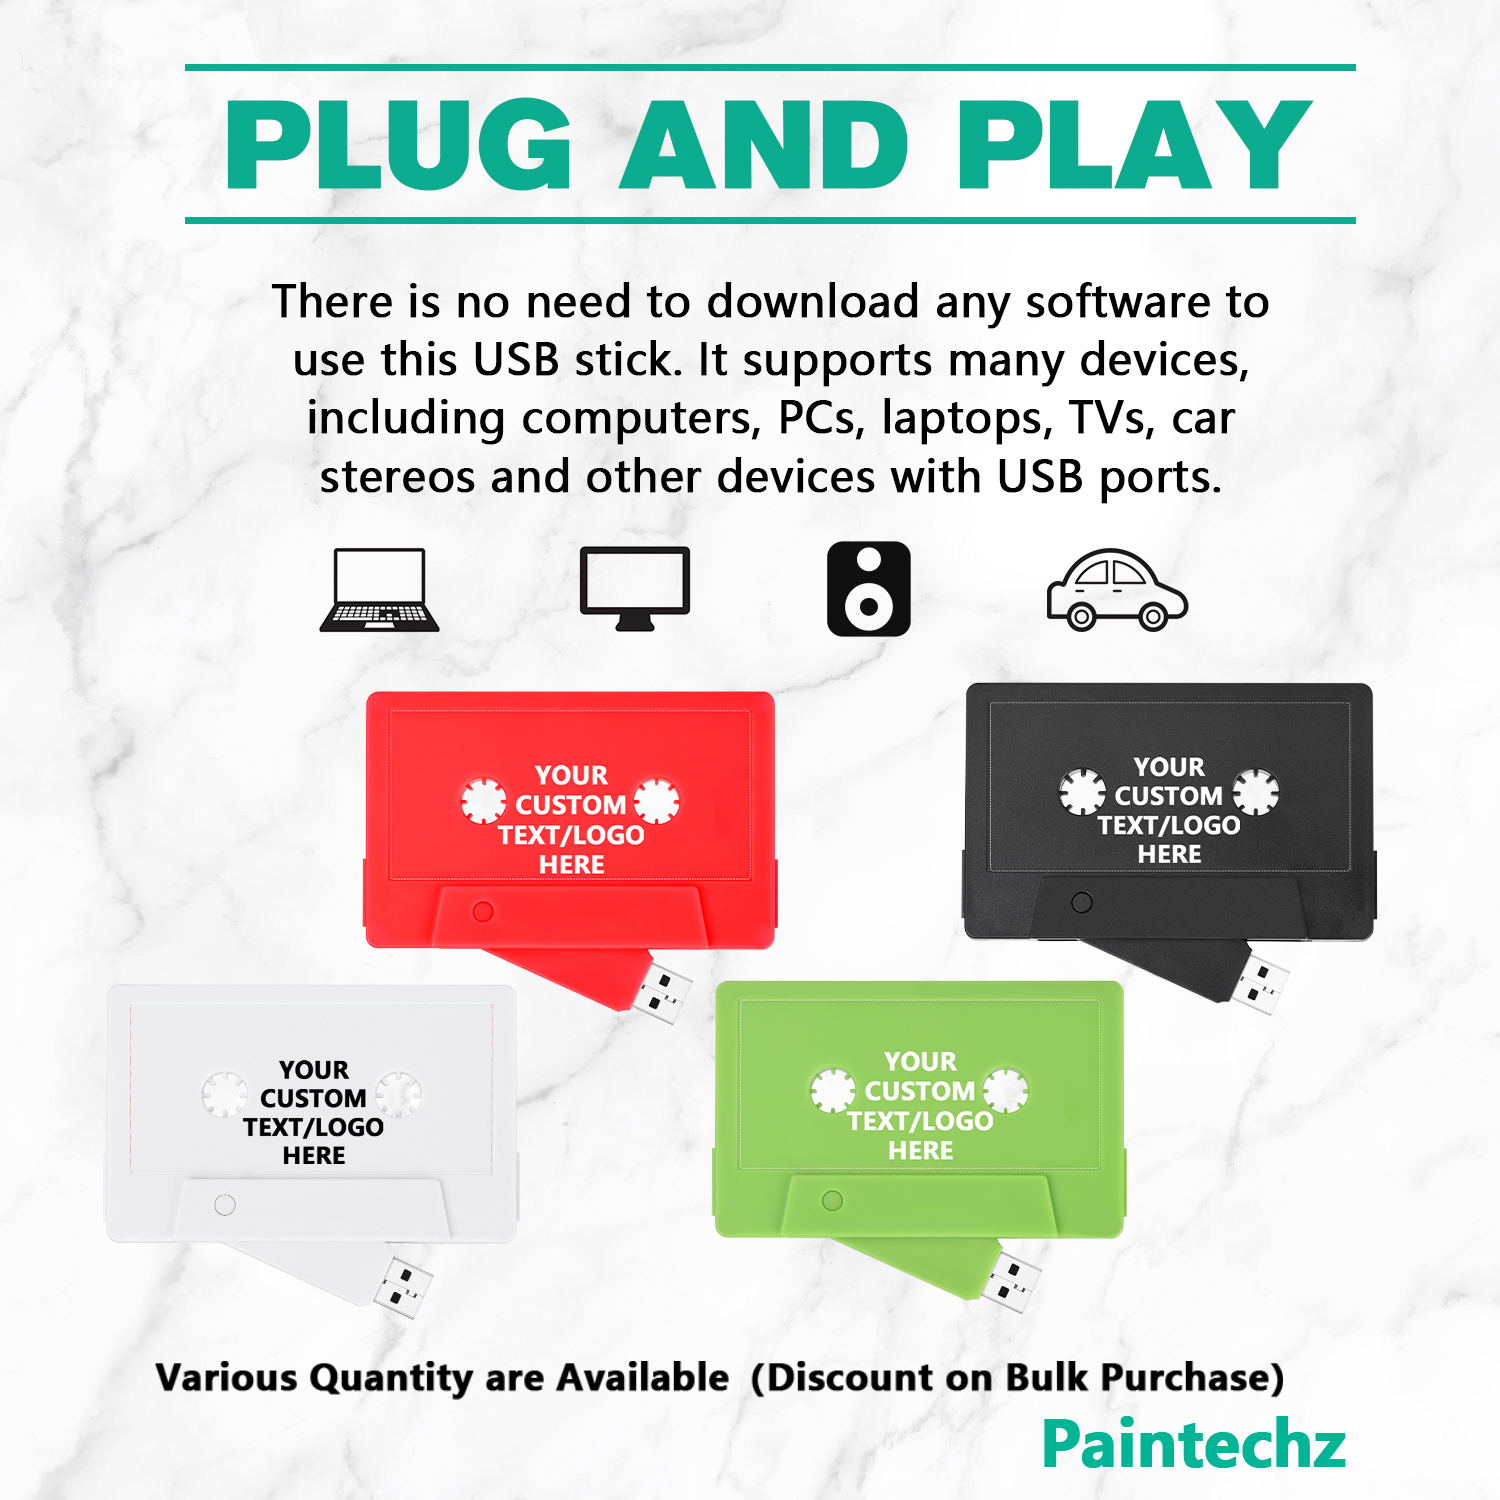 PLUG AND PLAY
There is no need to download any software to
use this USB stick. It supports many devices,
including computers, PCs, laptops, TVs, car
stereos and other devices with USB ports.
YOUR
CUSTOM
TEXT/LOGO
HERE
YOUR
CUSTOM
TEXT/LOGO
HERE
YOUR
CUSTOM
TEXT/LOGO
HERE
YOUR
CUSTOM
TEXT/LOGO
HERE
Various Quantity are Available (Discount on Bulk Purchase)
Paintechz